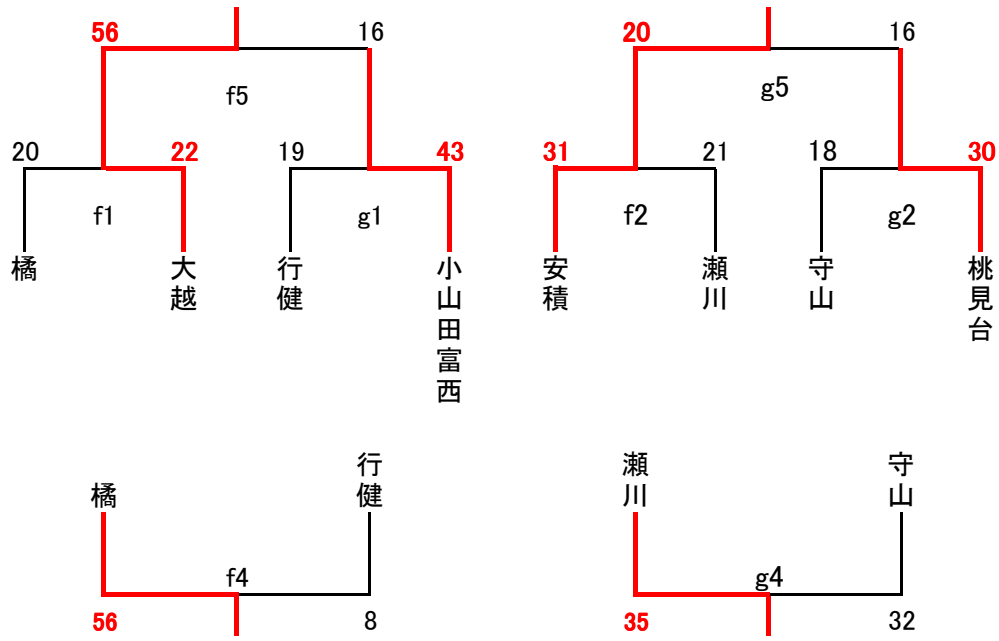 56
16
20
16
f5
g5
20
22
19
43
31
21
18
30
f1
g1
f2
g2
橘
大越
行健
小山田富西
安積
瀬川
守山
桃見台
橘
行健
瀬川
守山
f4
g4
56
8
35
32